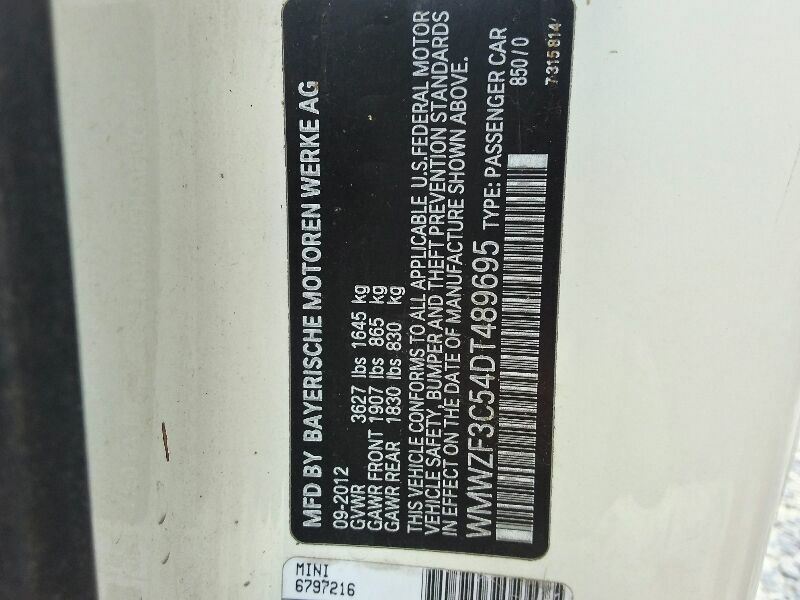 MFD BY BAYERISCHE MOTOREN WERKE AG
09-2012
GVWR 3627 lbs 1645 kg
GAWR FRONT 1907 lbs 865 kg
GAWR REAR 1830 lbs 830 kg
THIS VEHICLE CONFORMS TO ALL APPLICABLE U.S.FEDERAL MOTOR
VEHICLE SAFETY, BUMPER AND THEFT PREVENTION STANDARDS
IN EFFECT ON THE DATE OF MANUFACTURE SHOWN ABOVE.
WMWZF3C54DT489695 TYPE: PASSENGER CAR
850/0
7315814
MINI
6797216